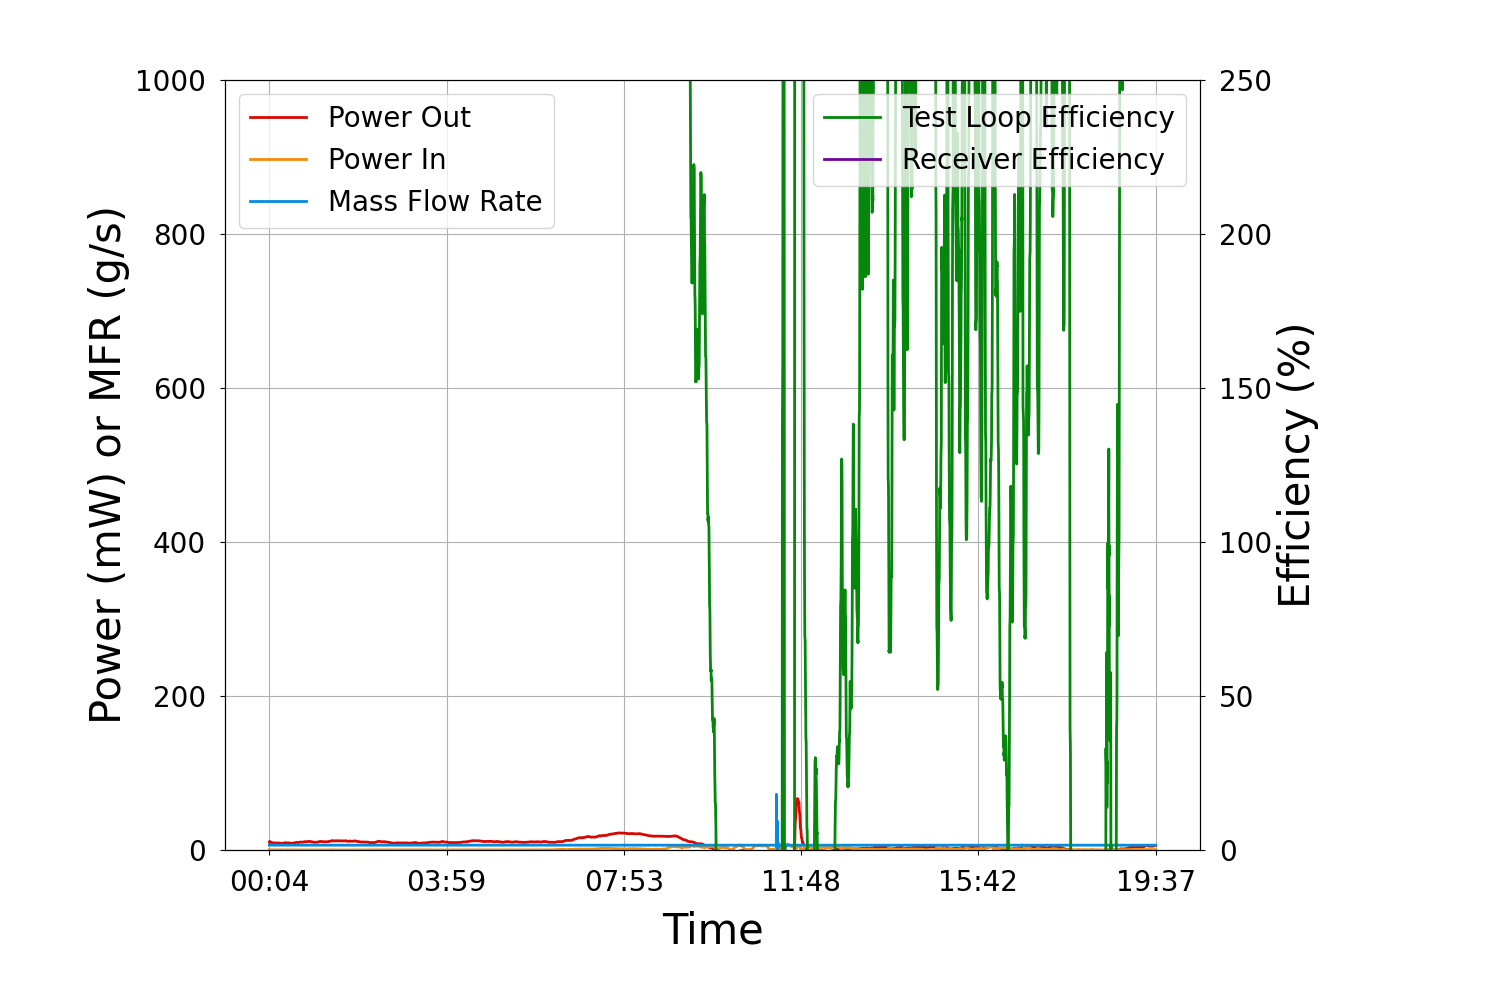 1000
800
600
400
200
0
Power (mW) or MFR (g/s)
Power Out
Power In
Mass Flow Rate
Test Loop Efficiency
Receiver Efficiency
250
200
150
100
50
0
Efficiency (%)
00:04 03:59 07:53 11:48 15:42 19:37
Time